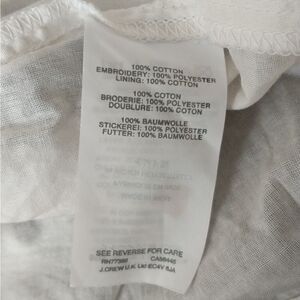 100% COTTON
EMBROIDERY: 100% POLYESTER
LINING: 100% COTTON
100% COTON
BRODERIE: 100% POLYESTER
DOUBLURE: 100% COTON
100% BAUMWOLLE
STICKEREI: 100% POLYESTER
FUTTER: 100% BAUMWOLLE
SEE REVERSE FOR CARE
J.CREW U.K. Ltd EC4V 6JA